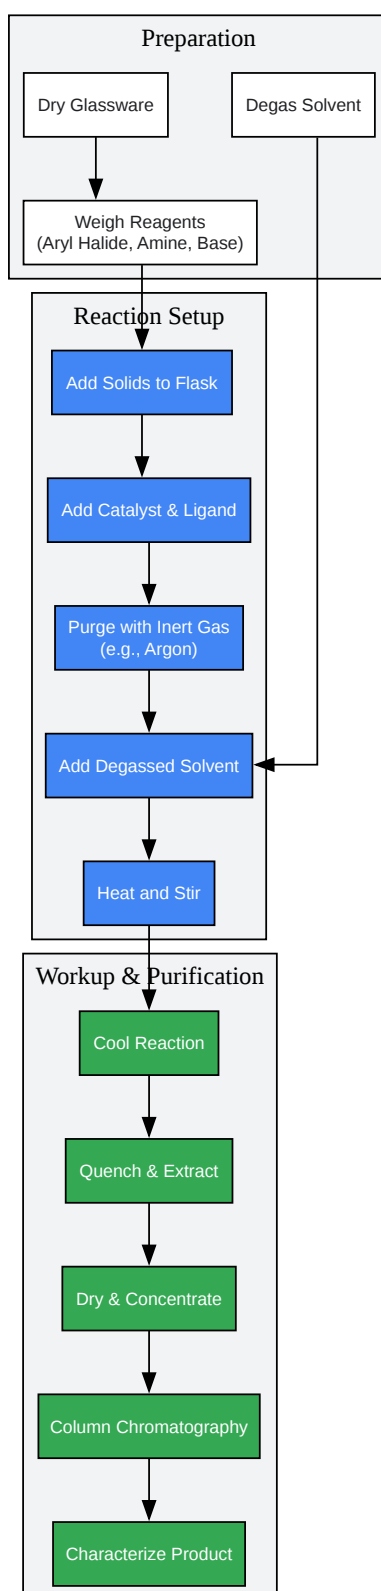 Preparation
Dry Glassware
Degas Solvent
Weigh Reagents
(Aryl Halide, Amine, Base)
Reaction Setup
Add Solids to Flask
Add Catalyst & Ligand
Purge with Inert Gas
(e.g., Argon)
Add Degassed Solvent
Heat and Stir
Workup & Purification
Cool Reaction
Quench & Extract
Dry & Concentrate
Column Chromatography
Characterize Product